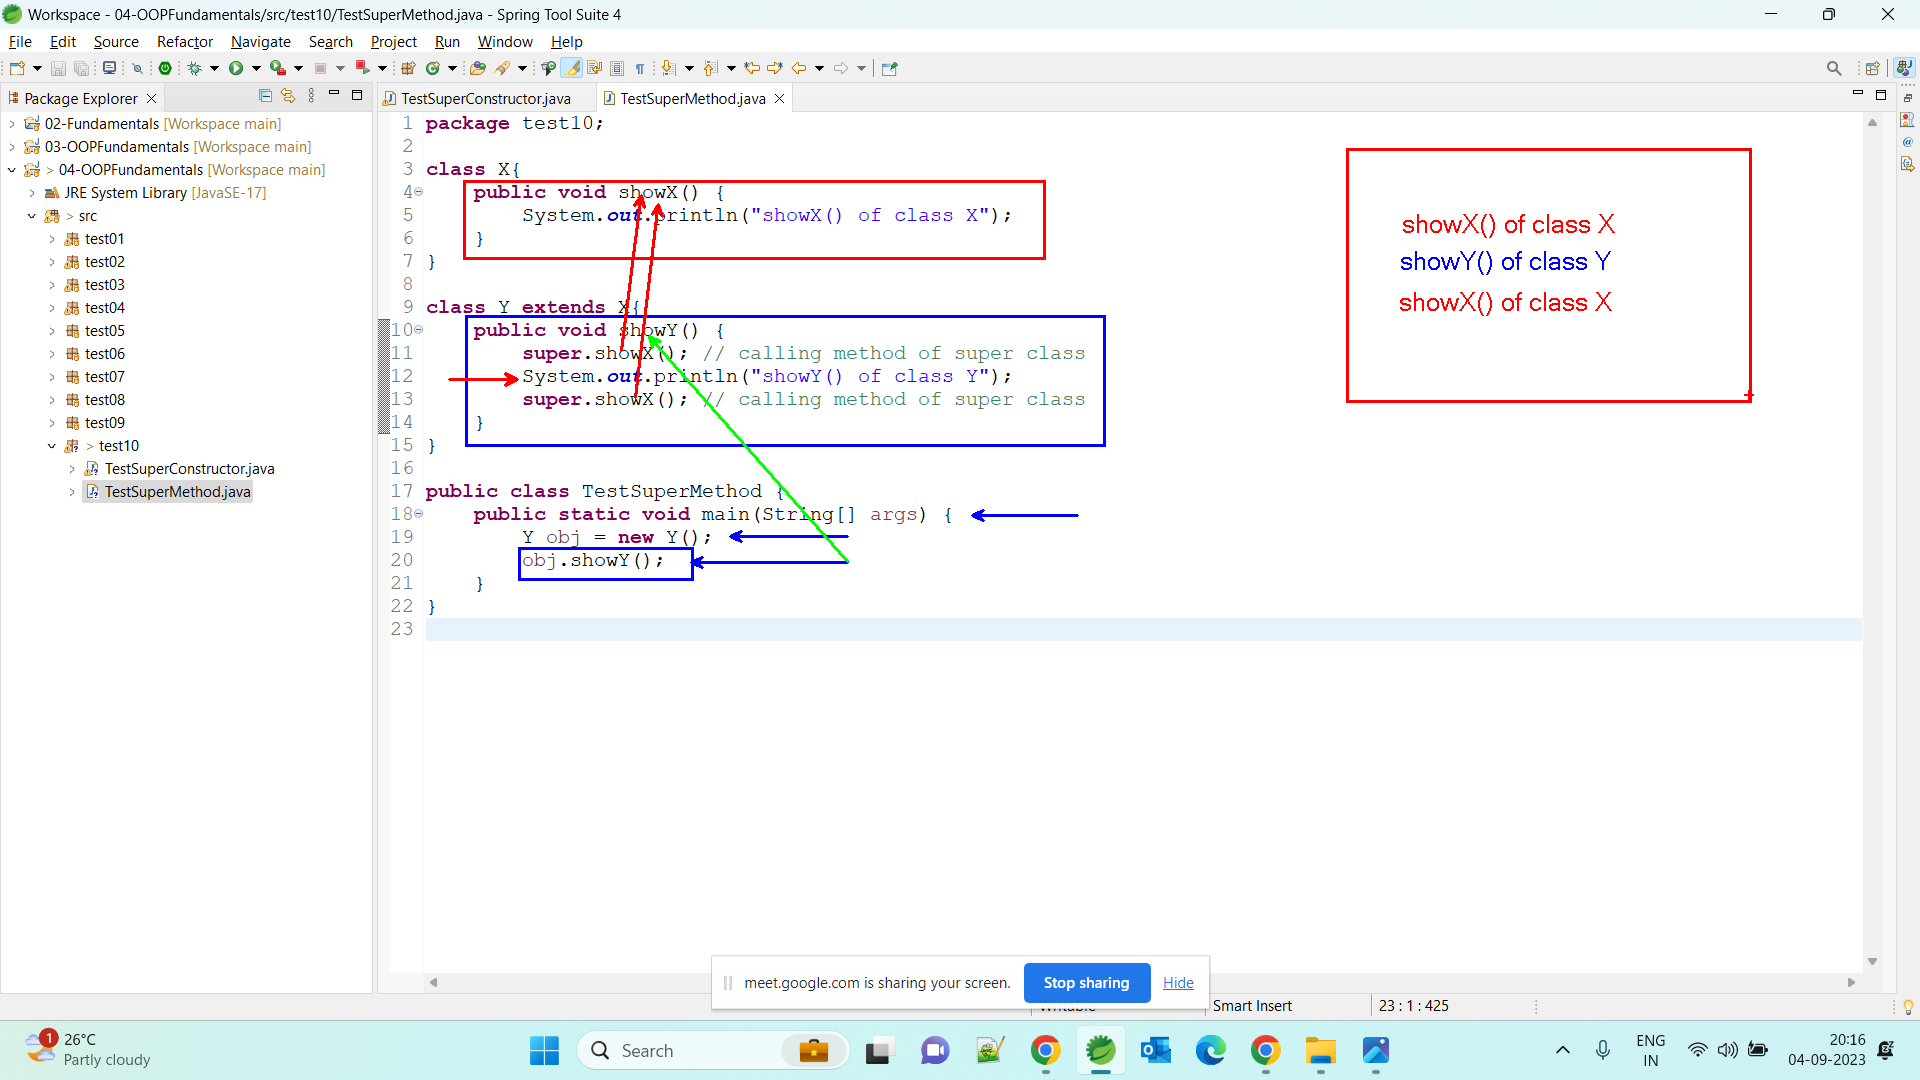 Workspace - 04-OOPFundamentals/src/test10/TestSuperMethod.java - Spring Tool Suite 4
File Edit Source Refactor Navigate Search Project Run Window Help
Package Explorer
02-Fundamentals [Workspace main]
03-OOPFundamentals [Workspace main]
> 04-OOPFundamentals [Workspace main]
JRE System Library [JavaSE-17]
> src
test01
test02
test03
test04
test05
test06
test07
test08
test09
> test10
TestSuperConstructor.java
TestSuperMethod.java
TestSuperConstructor.java TestSuperMethod.java
1 package test10;
2
3 class X{
4 public void showX() {
5 System.out.println("showX() of class X");
6 }
7 }
8
9 class Y extends X{
10 public void showY() {
11 super.showX(); // calling method of super class
12 System.out.println("showY() of class Y");
13 super.showX(); // calling method of super class
14 }
15 }
16
17 public class TestSuperMethod {
18 public static void main(String[] args) {
19 Y obj = new Y();
20 obj.showY();
21 }
22 }
23
showX() of class X
showY() of class Y
showX() of class X
meet.google.com is sharing your screen. Stop sharing Hide
Writable Smart Insert 23 : 1 : 425
1
26°C
Partly cloudy
Search
ENG
IN
20:16
04-09-2023